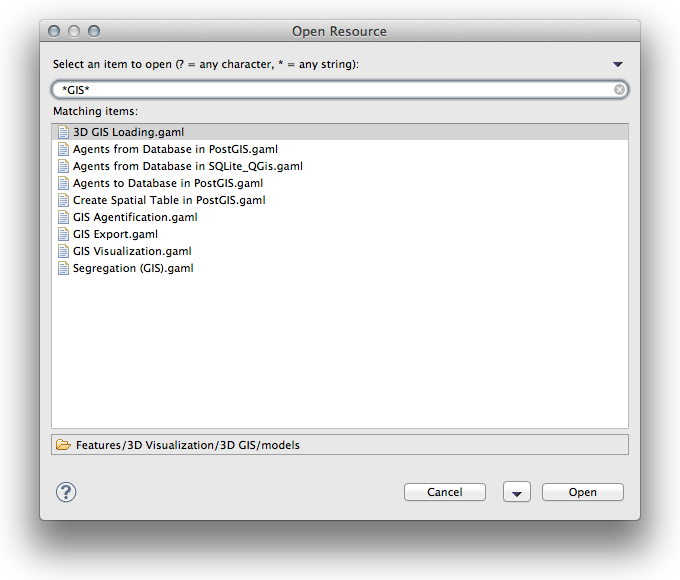 Open Resource
Select an item to open (? = any character, * = any string):
*GIS*
Matching items:
3D GIS Loading.gaml
Agents from Database in PostGIS.gaml
Agents from Database in SQLite_QGis.gaml
Agents to Database in PostGIS.gaml
Create Spatial Table in PostGIS.gaml
GIS Agentification.gaml
GIS Export.gaml
GIS Visualization.gaml
Segregation (GIS).gaml
Features/3D Visualization/3D GIS/models
? Cancel Open